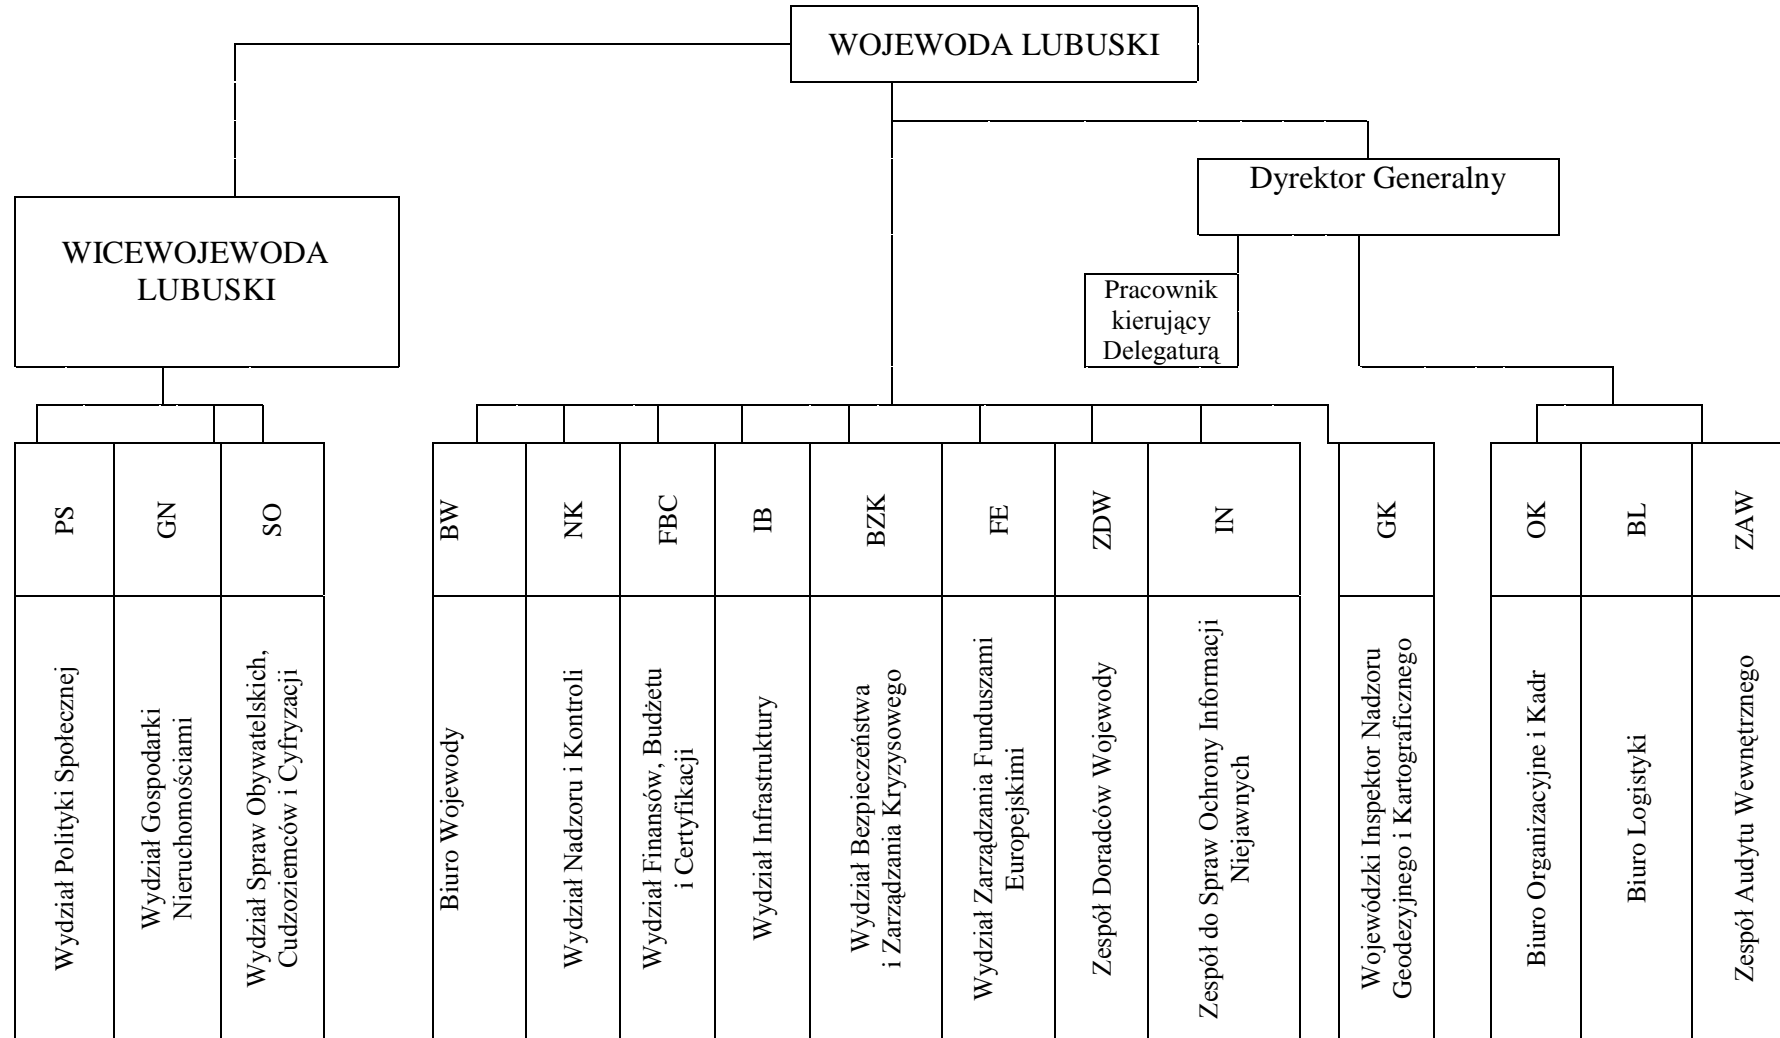 WOJEWODA LUBUSKI
Dyrektor Generalny
WICEWOJEWODA
LUBUSKI
Pracownik
kierujący
Delegaturą
PS
GN
SO
BW
NK
FBC
IB
BZK
FE
ZDW
IN
GK
OK
BL
ZAW
Wydział Polityki Społecznej
Wydział Gospodarki
Nieruchomościami
Wydział Spraw Obywatelskich,
Cudzoziemców i Cyfryzacji
Biuro Wojewody
Wydział Nadzoru i Kontroli
Wydział Finansów, Budżetu
i Certyfikacji
Wydział Infrastruktury
Wydział Bezpieczeństwa
i Zarządzania Kryzysowego
Wydział Zarządzania Funduszami
Europejskimi
Zespół Doradców Wojewody
Zespół do Spraw Ochrony Informacji
Niejawnych
Wojewódzki Inspektor Nadzoru
Geodezyjnego i Kartograficznego
Biuro Organizacyjne i Kadr
Biuro Logistyki
Zespół Audytu Wewnętrznego